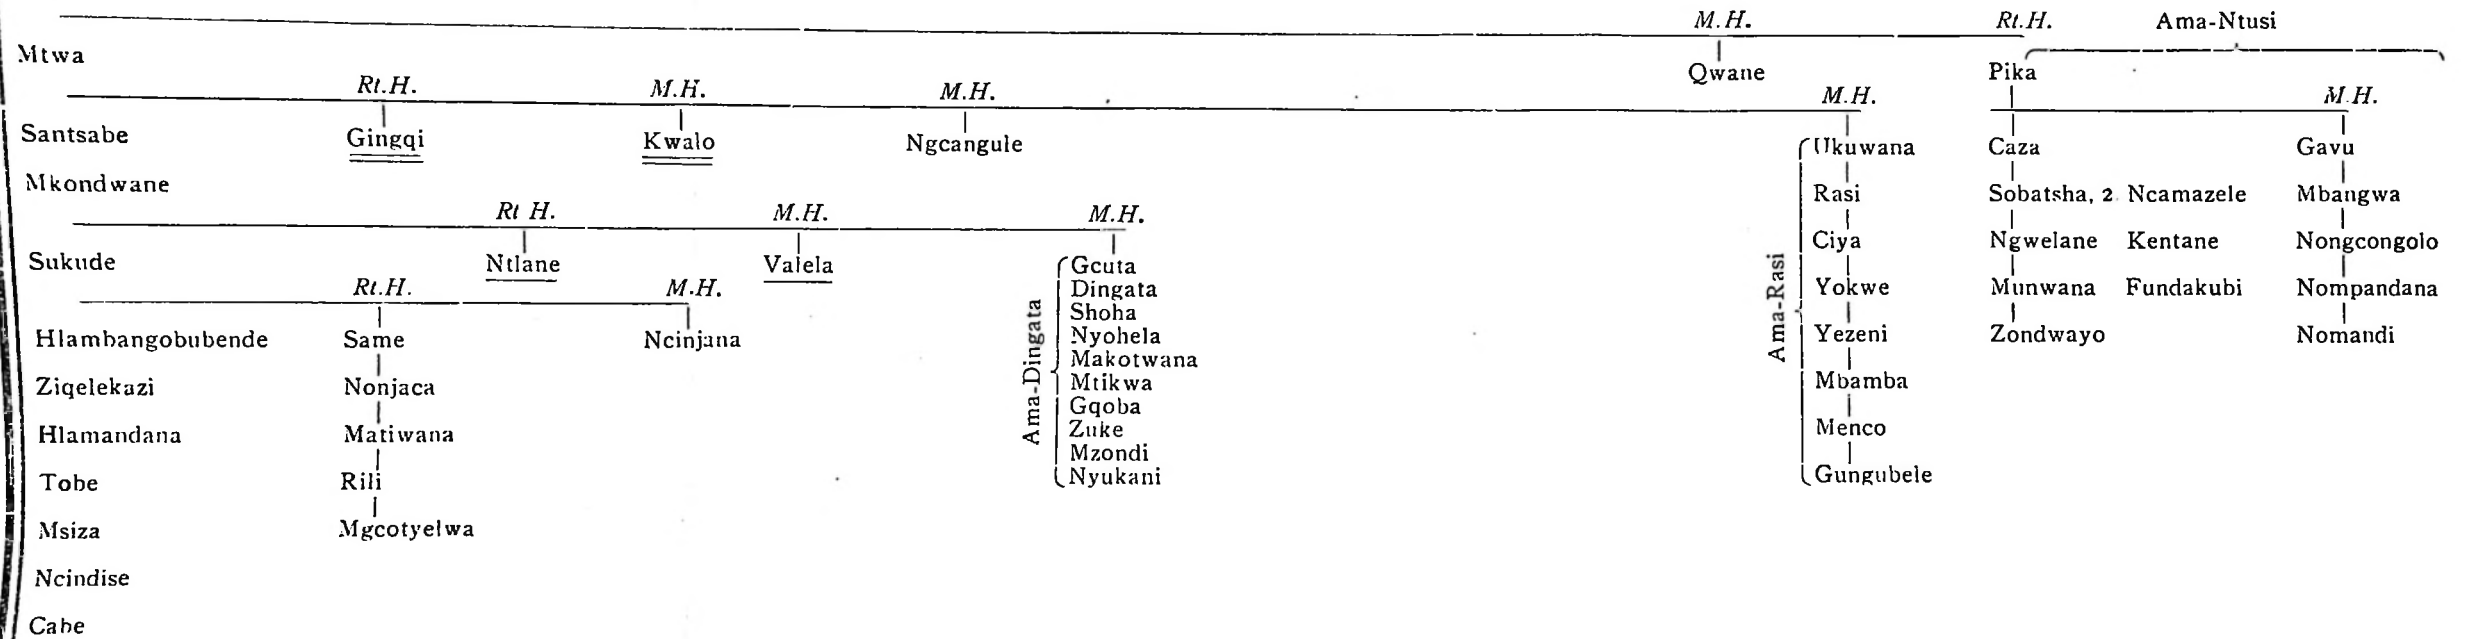 M.H. Rt.H. Ama-Ntusi
Mtwa
Qwane Pika
Rt.H. M.H. M.H. M.H. M.H.
Santsabe Gingqi Kwalo Ngcangule Ukuwana Caza Gavu
Mkondwane Rasi Sobatsha, 2 Ncamazele Mbangwa
Rt H. M.H. M.H.
Ciya Ngwelane Kentane Nongcongolo
Sukude Ntlane Valela Gcuta
Rt.H. M.H. Dingata Yokwe Munwana Fundakubi Nompandana
Shoha
Hlambangobubende Same Ncinjana Nyohela Yezeni Zondwayo Nomandi
Ama-Dingata
Ama-Rasi
Makotwana
Ziqelekazi Nonjaca Mtikwa Mbamba
Gqoba
Hlamandana Matiwana Zuke Menco
Mzondi
Tobe Rili Nyukani Gungubele
Msiza Mgcotyelwa
Ncindise
Cabe